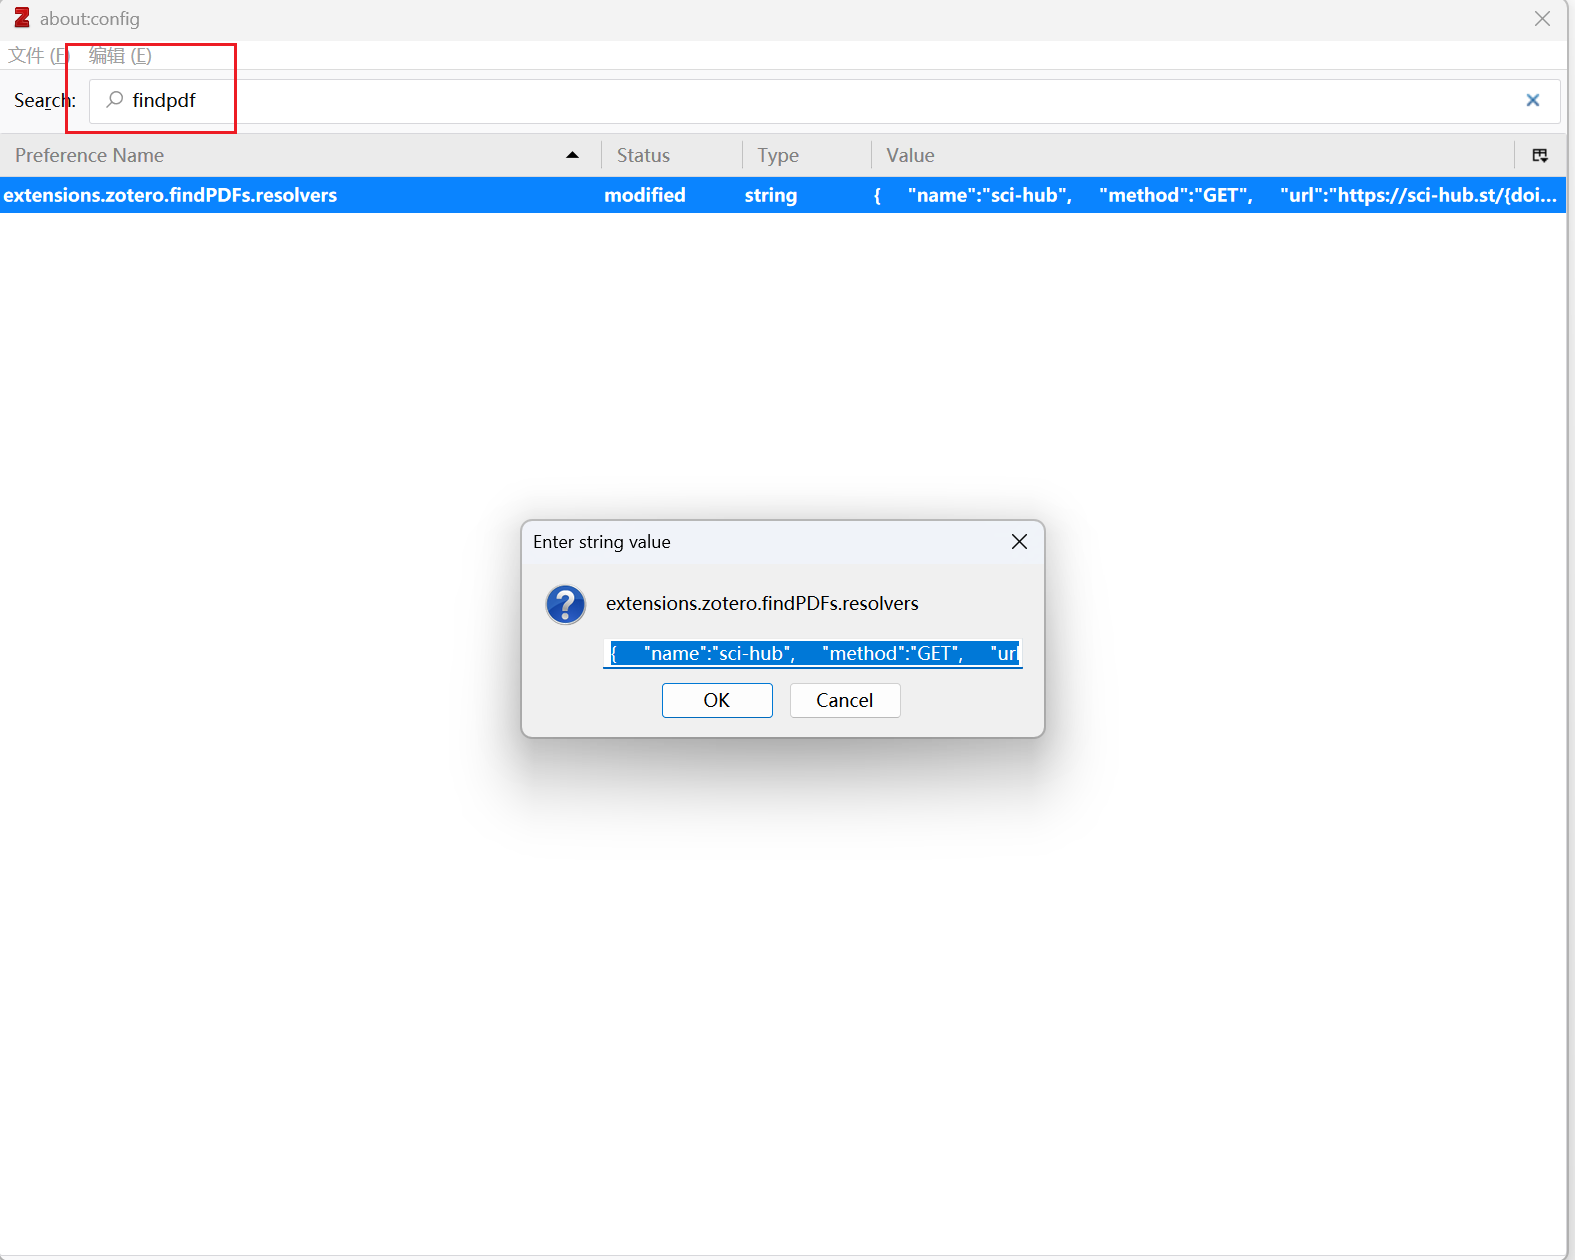 about:config
文件 (F) 编辑 (E)
Search: findpdf
Preference Name Status Type Value
extensions.zotero.findPDFs.resolvers modified string { "name":"sci-hub", "method":"GET", "url":"https://sci-hub.st/{doi...
Enter string value
extensions.zotero.findPDFs.resolvers
{ "name":"sci-hub", "method":"GET", "url
OK Cancel